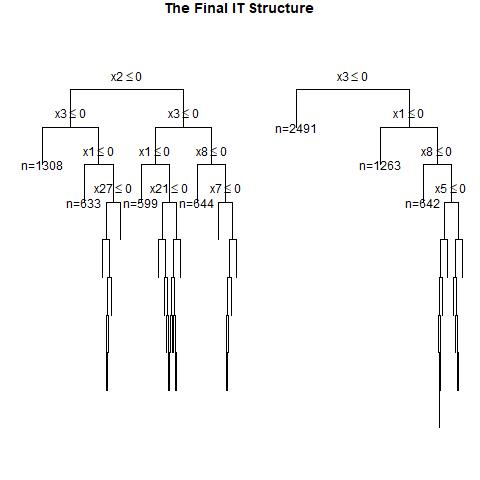 The Final IT Structure
x2 ≤ 0 x3 ≤ 0
x3 ≤ 0 x3 ≤ 0 x1 ≤ 0
n=2491
x1 ≤ 0 x1 ≤ 0 x8 ≤ 0 x8 ≤ 0
n=1308 n=1263
x27 ≤ 0 x21 ≤ 0 x7 ≤ 0 x5 ≤ 0
n=633 n=599 n=644 n=642